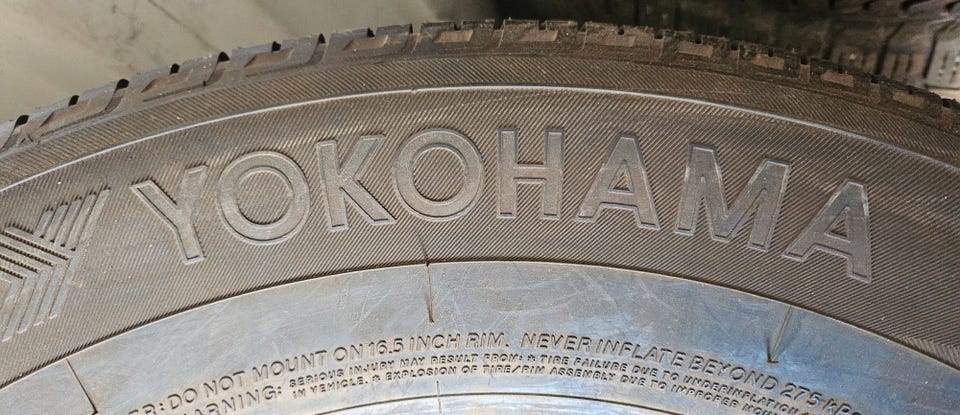 YOKOHAMA
DO NOT MOUNT ON 16.5 INCH RIM. NEVER INFLATE BEYOND 275
WARNING: SERIOUS INJURY MAY RESULT FROM: * TIRE FAILURE DUE TO UNDERINFLATION
IN VEHICLE. * EXPLOSION OF TIRE/RIM ASSEMBLY DUE TO IMPROPER